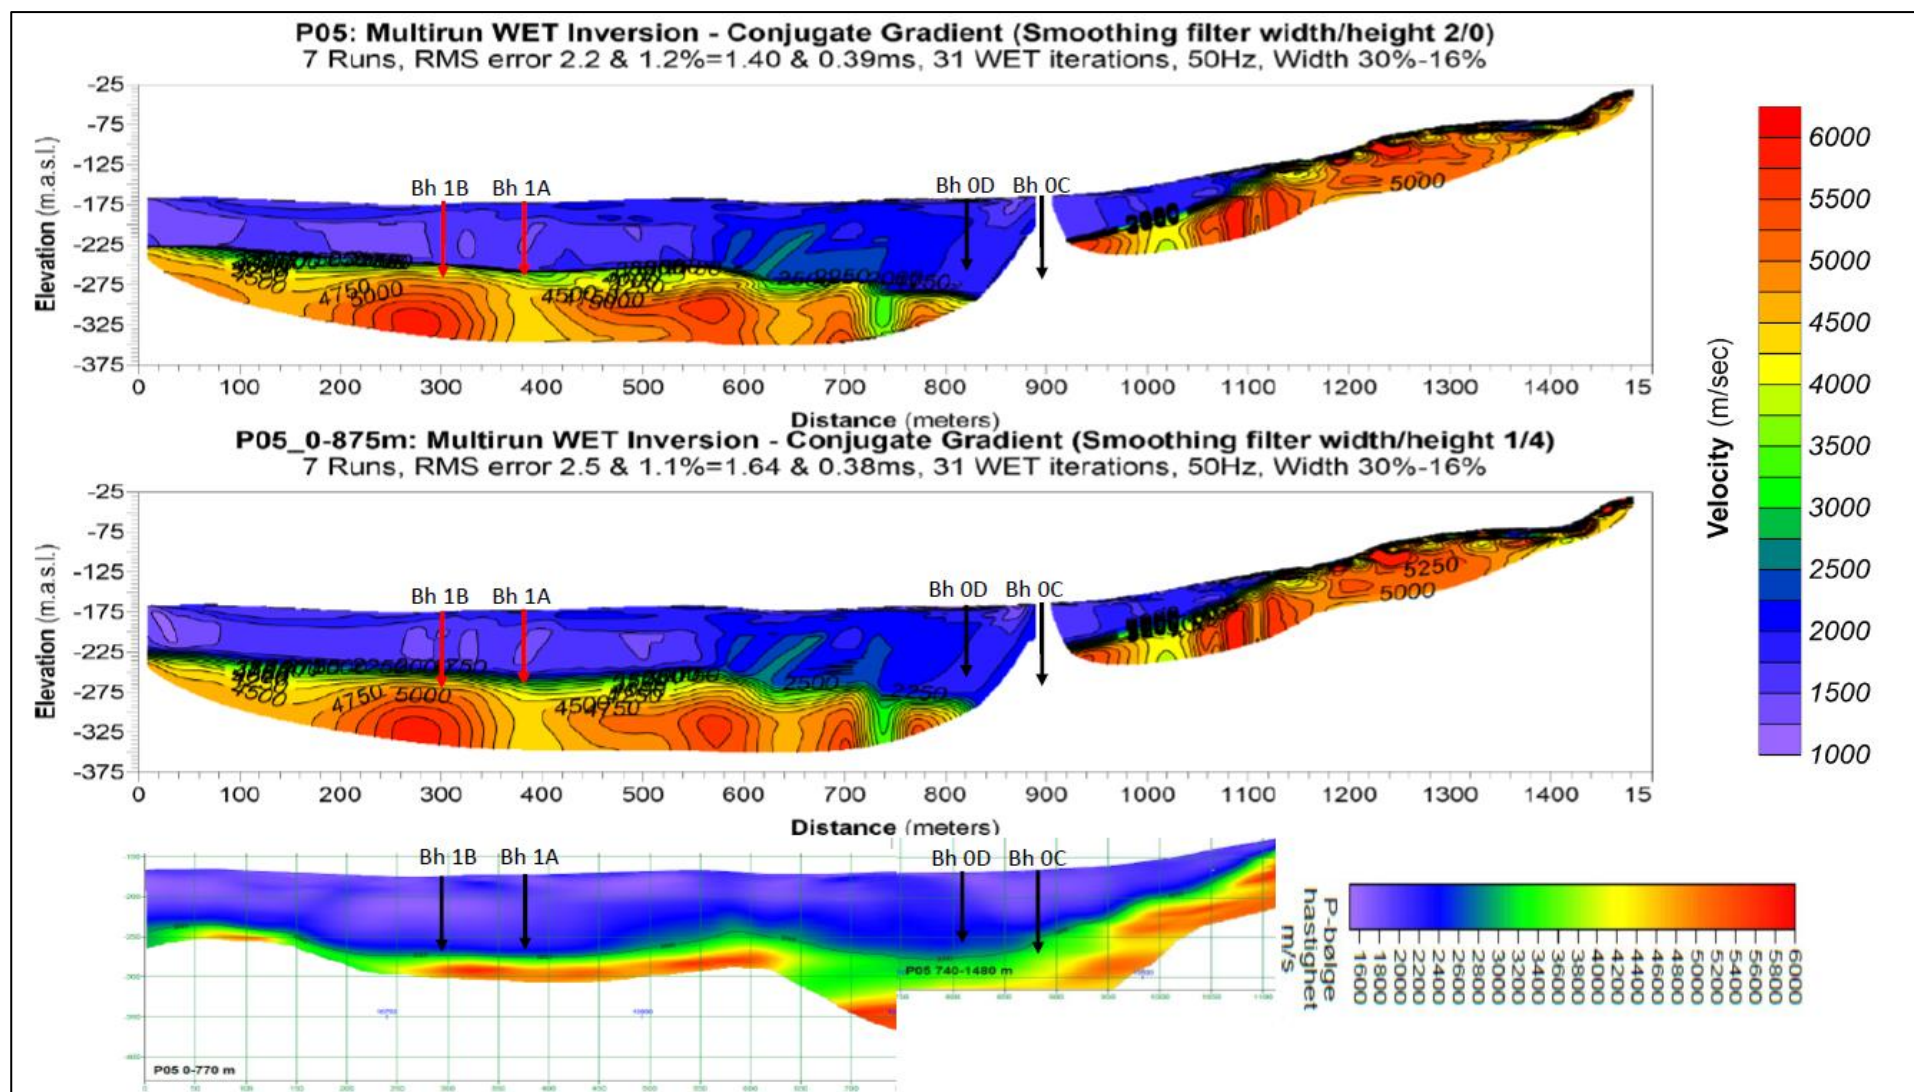 P05: Multirun WET Inversion - Conjugate Gradient (Smoothing filter width/height 2/0)
7 Runs, RMS error 2.2 & 1.2%=1.40 & 0.39ms, 31 WET iterations, 50Hz, Width 30%-16%
Elevation (m.a.s.l.)
-25
-75
-125
-175
-225
-275
-325
-375
Bh 1B Bh 1A Bh 0D Bh 0C
4500
4750
5000
4500
5000
5000
0 100 200 300 400 500 600 700 800 900 1000 1100 1200 1300 1400 15
Distance (meters)
P05_0-875m: Multirun WET Inversion - Conjugate Gradient (Smoothing filter width/height 1/4)
7 Runs, RMS error 2.5 & 1.1%=1.64 & 0.38ms, 31 WET iterations, 50Hz, Width 30%-16%
Elevation (m.a.s.l.)
-25
-75
-125
-175
-225
-275
-325
-375
Bh 1B Bh 1A Bh 0D Bh 0C
4500
4750
5000
4500
4750
2500
2250
5250
5000
0 100 200 300 400 500 600 700 800 900 1000 1100 1200 1300 1400 15
Distance (meters)
Velocity (m/sec)
6000
5500
5000
4500
4000
3500
3000
2500
2000
1500
1000
Bh 1B Bh 1A Bh 0D Bh 0C
P05 740-1480 m
P05 0-770 m
P-bølge
hastighet
m/s
1600 1800 2000 2200 2400 2600 2800 3000 3200 3400 3600 3800 4000 4200 4400 4600 4800 5000 5200 5400 5600 5800 6000